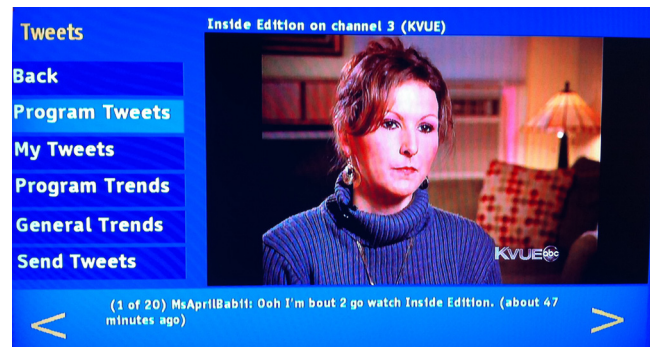 Tweets
Inside Edition on channel 3 (KVUE)
Back
Program Tweets
My Tweets
Program Trends
General Trends
Send Tweets
KVUE abc
(1 of 20) MsAprilBab11: Ooh I'm bout 2 go watch Inside Edition. (about 47
minutes ago)